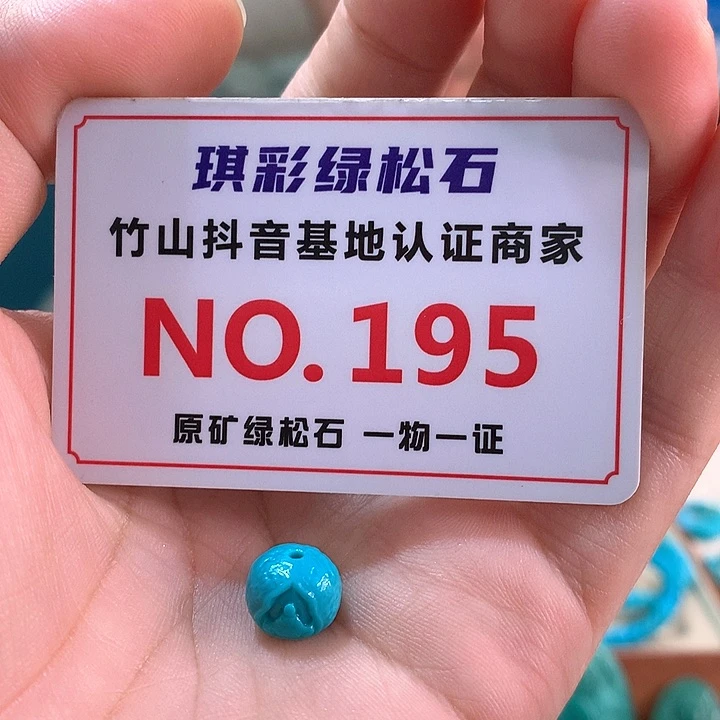 琪彩绿松石
竹山抖音基地认证商家
NO.195
原矿绿松石 一物一证